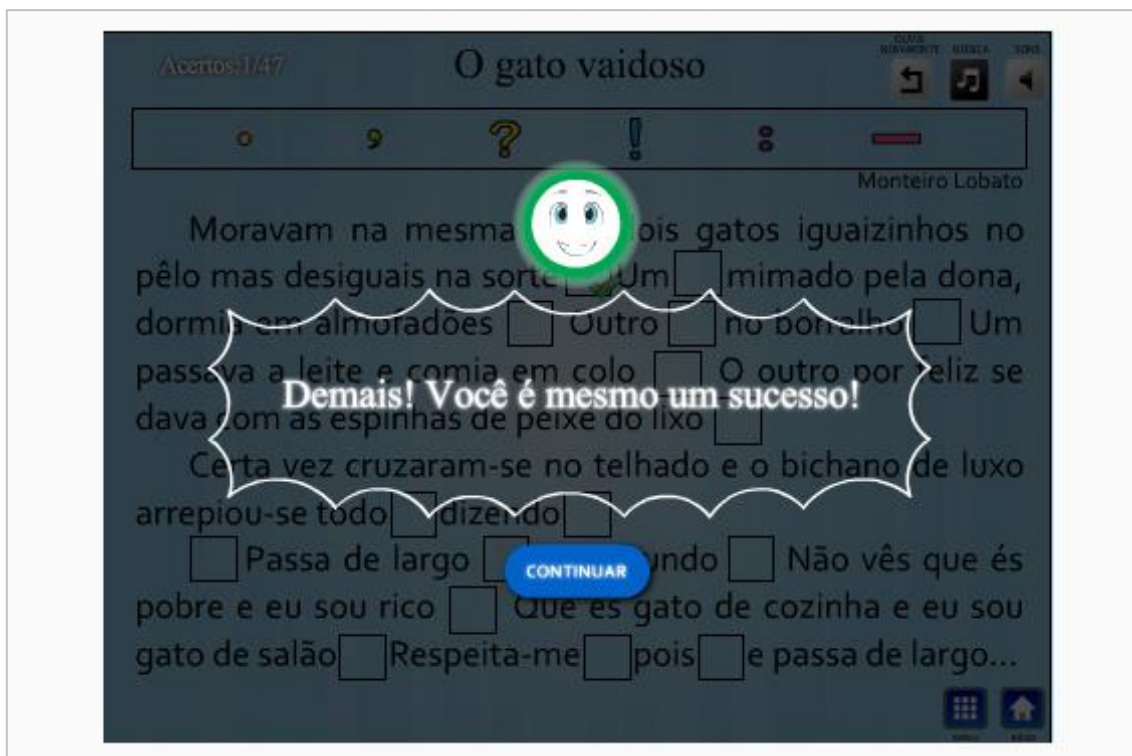 Acertos:1/47
O gato vaidoso
OUVIR NOVAMENTE MÚSICA SONS
Monteiro Lobato
Moravam na mesma dois gatos iguaizinhos no
pêlo mas desiguais na sorte Um mimado pela dona,
dormia em almofadões Outro no borralho Um
passava a leite e comia em colo O outro por feliz se
dava com as espinhas de peixe do lixo
Demais! Você é mesmo um sucesso!
Certa vez cruzaram-se no telhado e o bichano de luxo
arrepiou-se todo dizendo
Passa de largo Não vês que és
CONTINUAR
pobre e eu sou rico Que és gato de cozinha e eu sou
gato de salão Respeita-me pois e passa de largo...